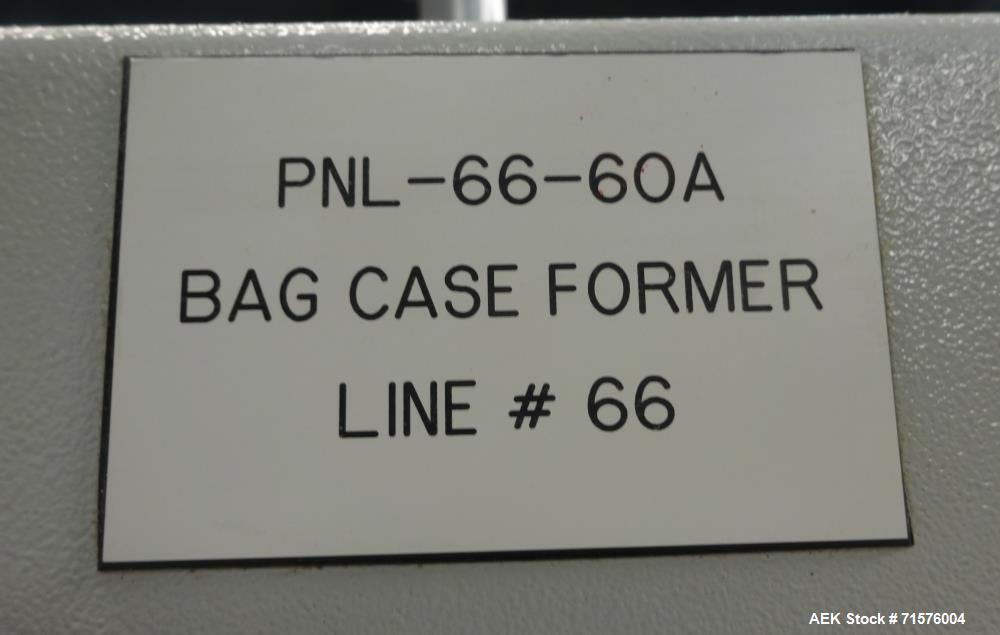 PNL-66-60A
BAG CASE FORMER
LINE # 66
AEK Stock # 71576004